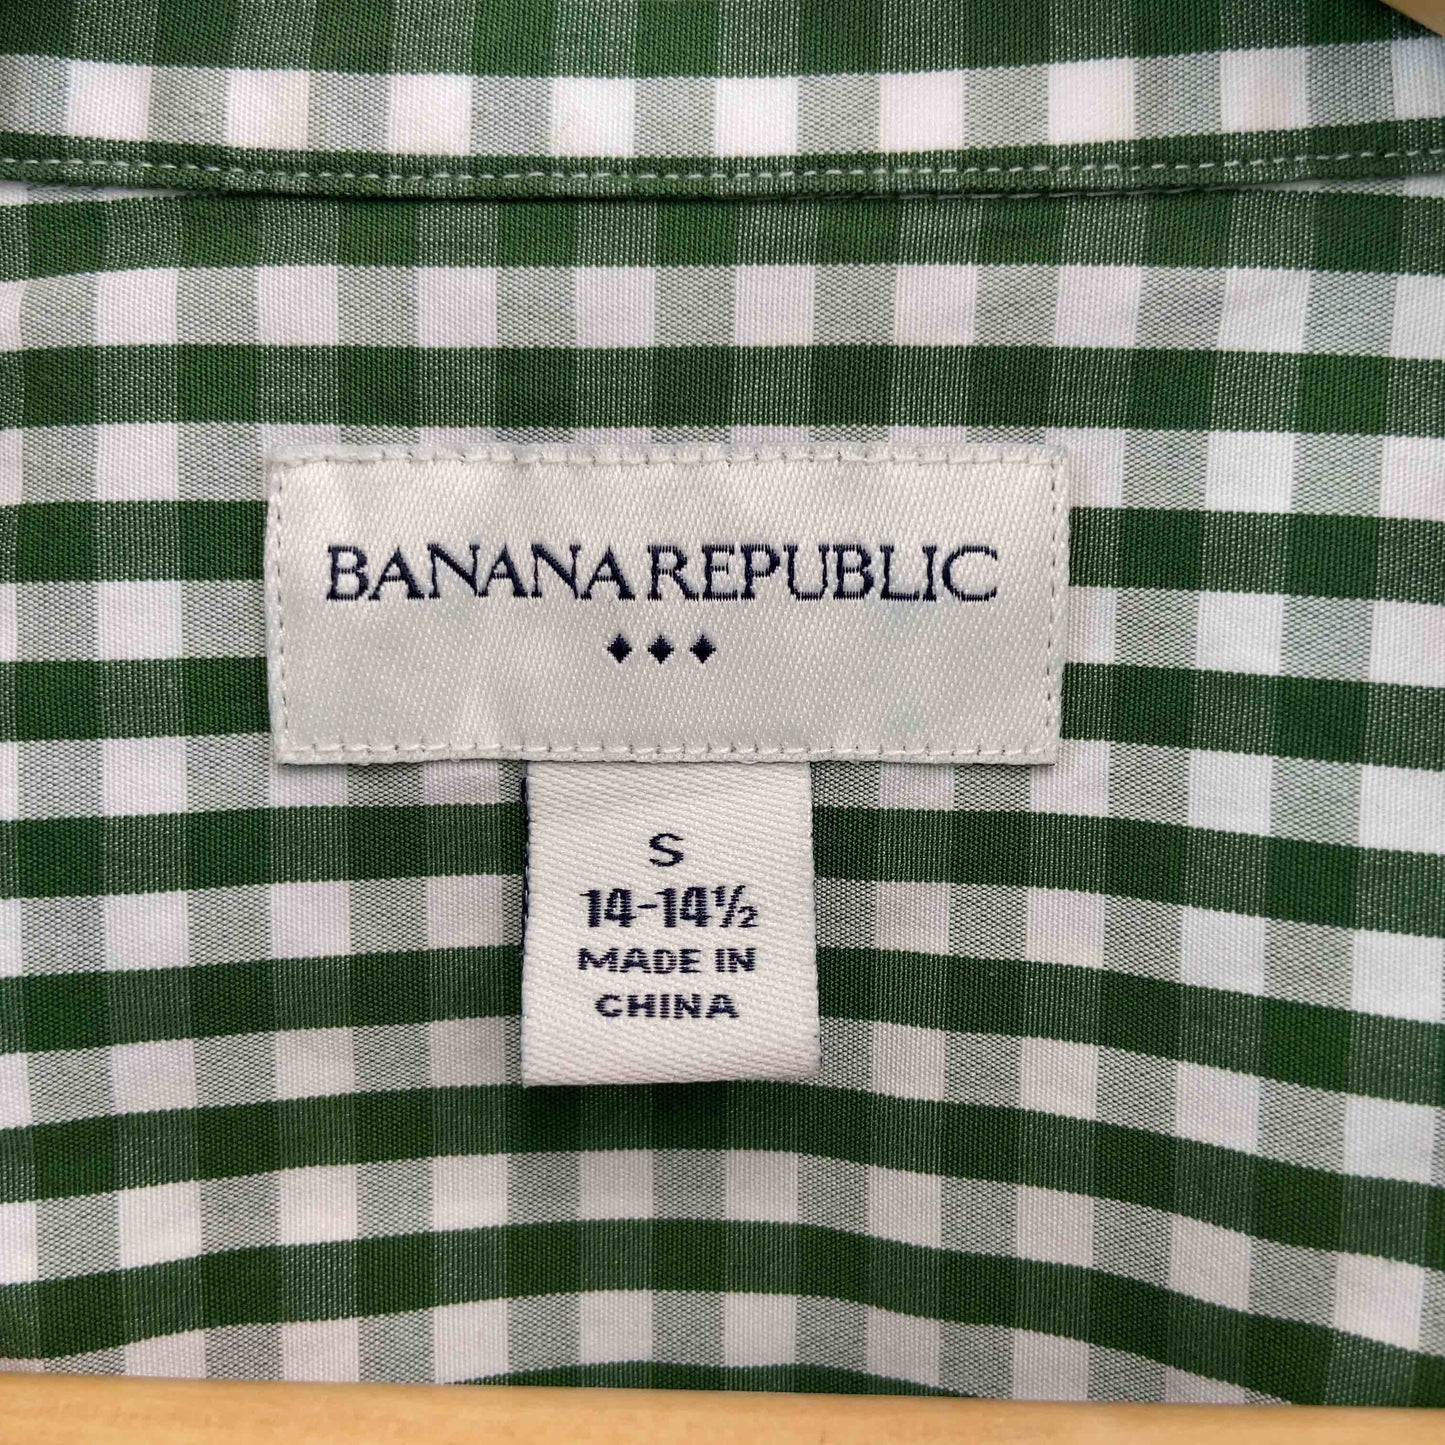 BANANA REPUBLIC
♦♦♦
S
14-14½
MADE IN
CHINA